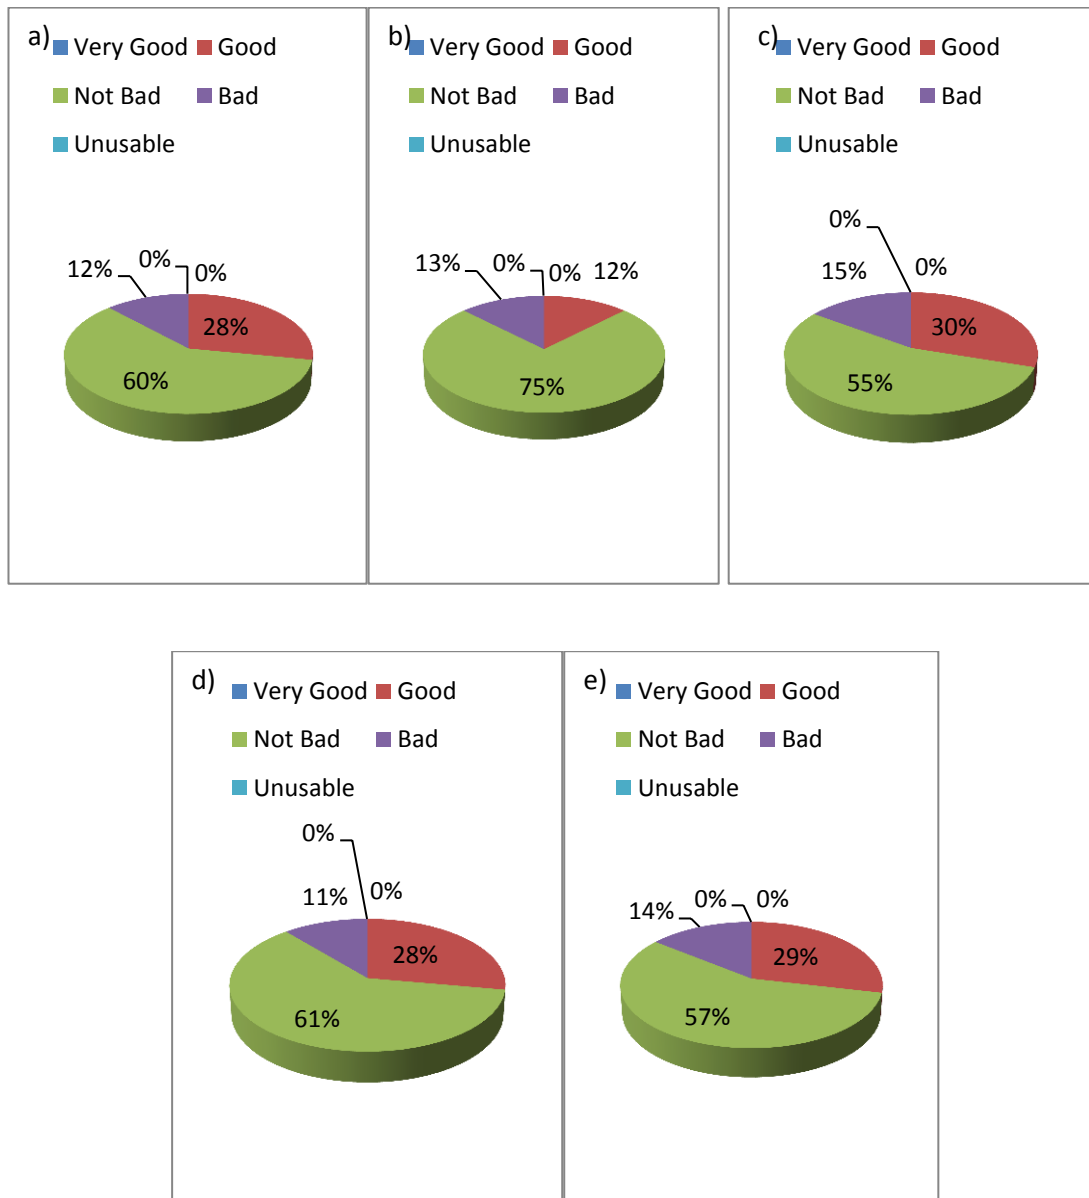 a) Very Good Good
Not Bad Bad
Unusable
12% 0% 0%
28%
60%
b) Very Good Good
Not Bad Bad
Unusable
13% 0% 0% 12%
75%
c) Very Good Good
Not Bad Bad
Unusable
0%
15% 0%
30%
55%
d) Very Good Good
Not Bad Bad
Unusable
0%
11% 0%
28%
61%
e) Very Good Good
Not Bad Bad
Unusable
14% 0% 0%
29%
57%